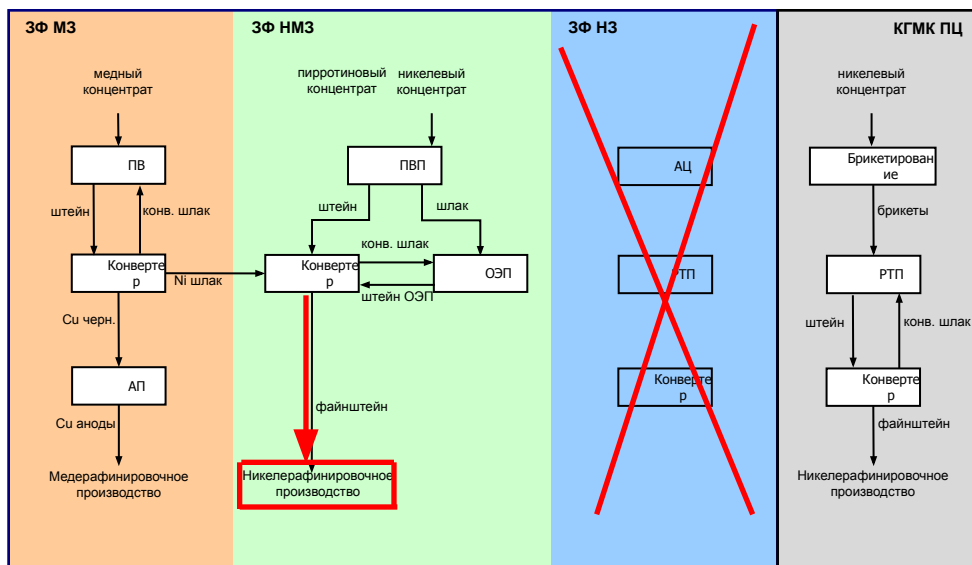 ЗФ МЗ
медный
концентрат
ПВ
штейн
конв. шлак
Конверте
р
Ni шлак
Cu черн.
АП
Cu аноды
Медерафинировочное
производство
ЗФ НМЗ
пирротиновый
концентрат
никелевый
концентрат
ПВП
штейн
шлак
конв. шлак
Конверте
р
ОЭП
штейн ОЭП
файнштейн
Никелерафинировочное
производство
ЗФ НЗ
АЦ
РТП
Конверте
р
КГМК ПЦ
никелевый
концентрат
Брикетирован
ие
брикеты
РТП
штейн
конв. шлак
Конверте
р
файнштейн
Никелерафинировочное
производство